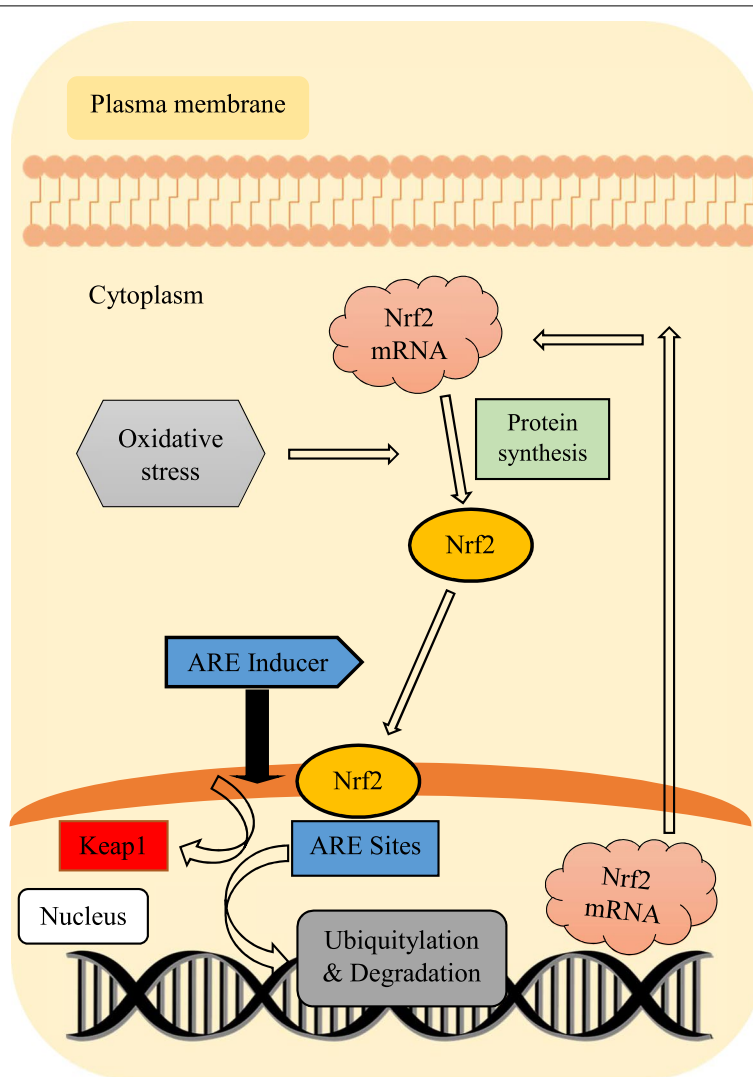 Plasma membrane
Cytoplasm
Nrf2
mRNA
Oxidative
stress
Protein
synthesis
Nrf2
ARE Inducer
Nrf2
Keap1
ARE Sites
Nrf2
mRNA
Nucleus
Ubiquitylation
& Degradation